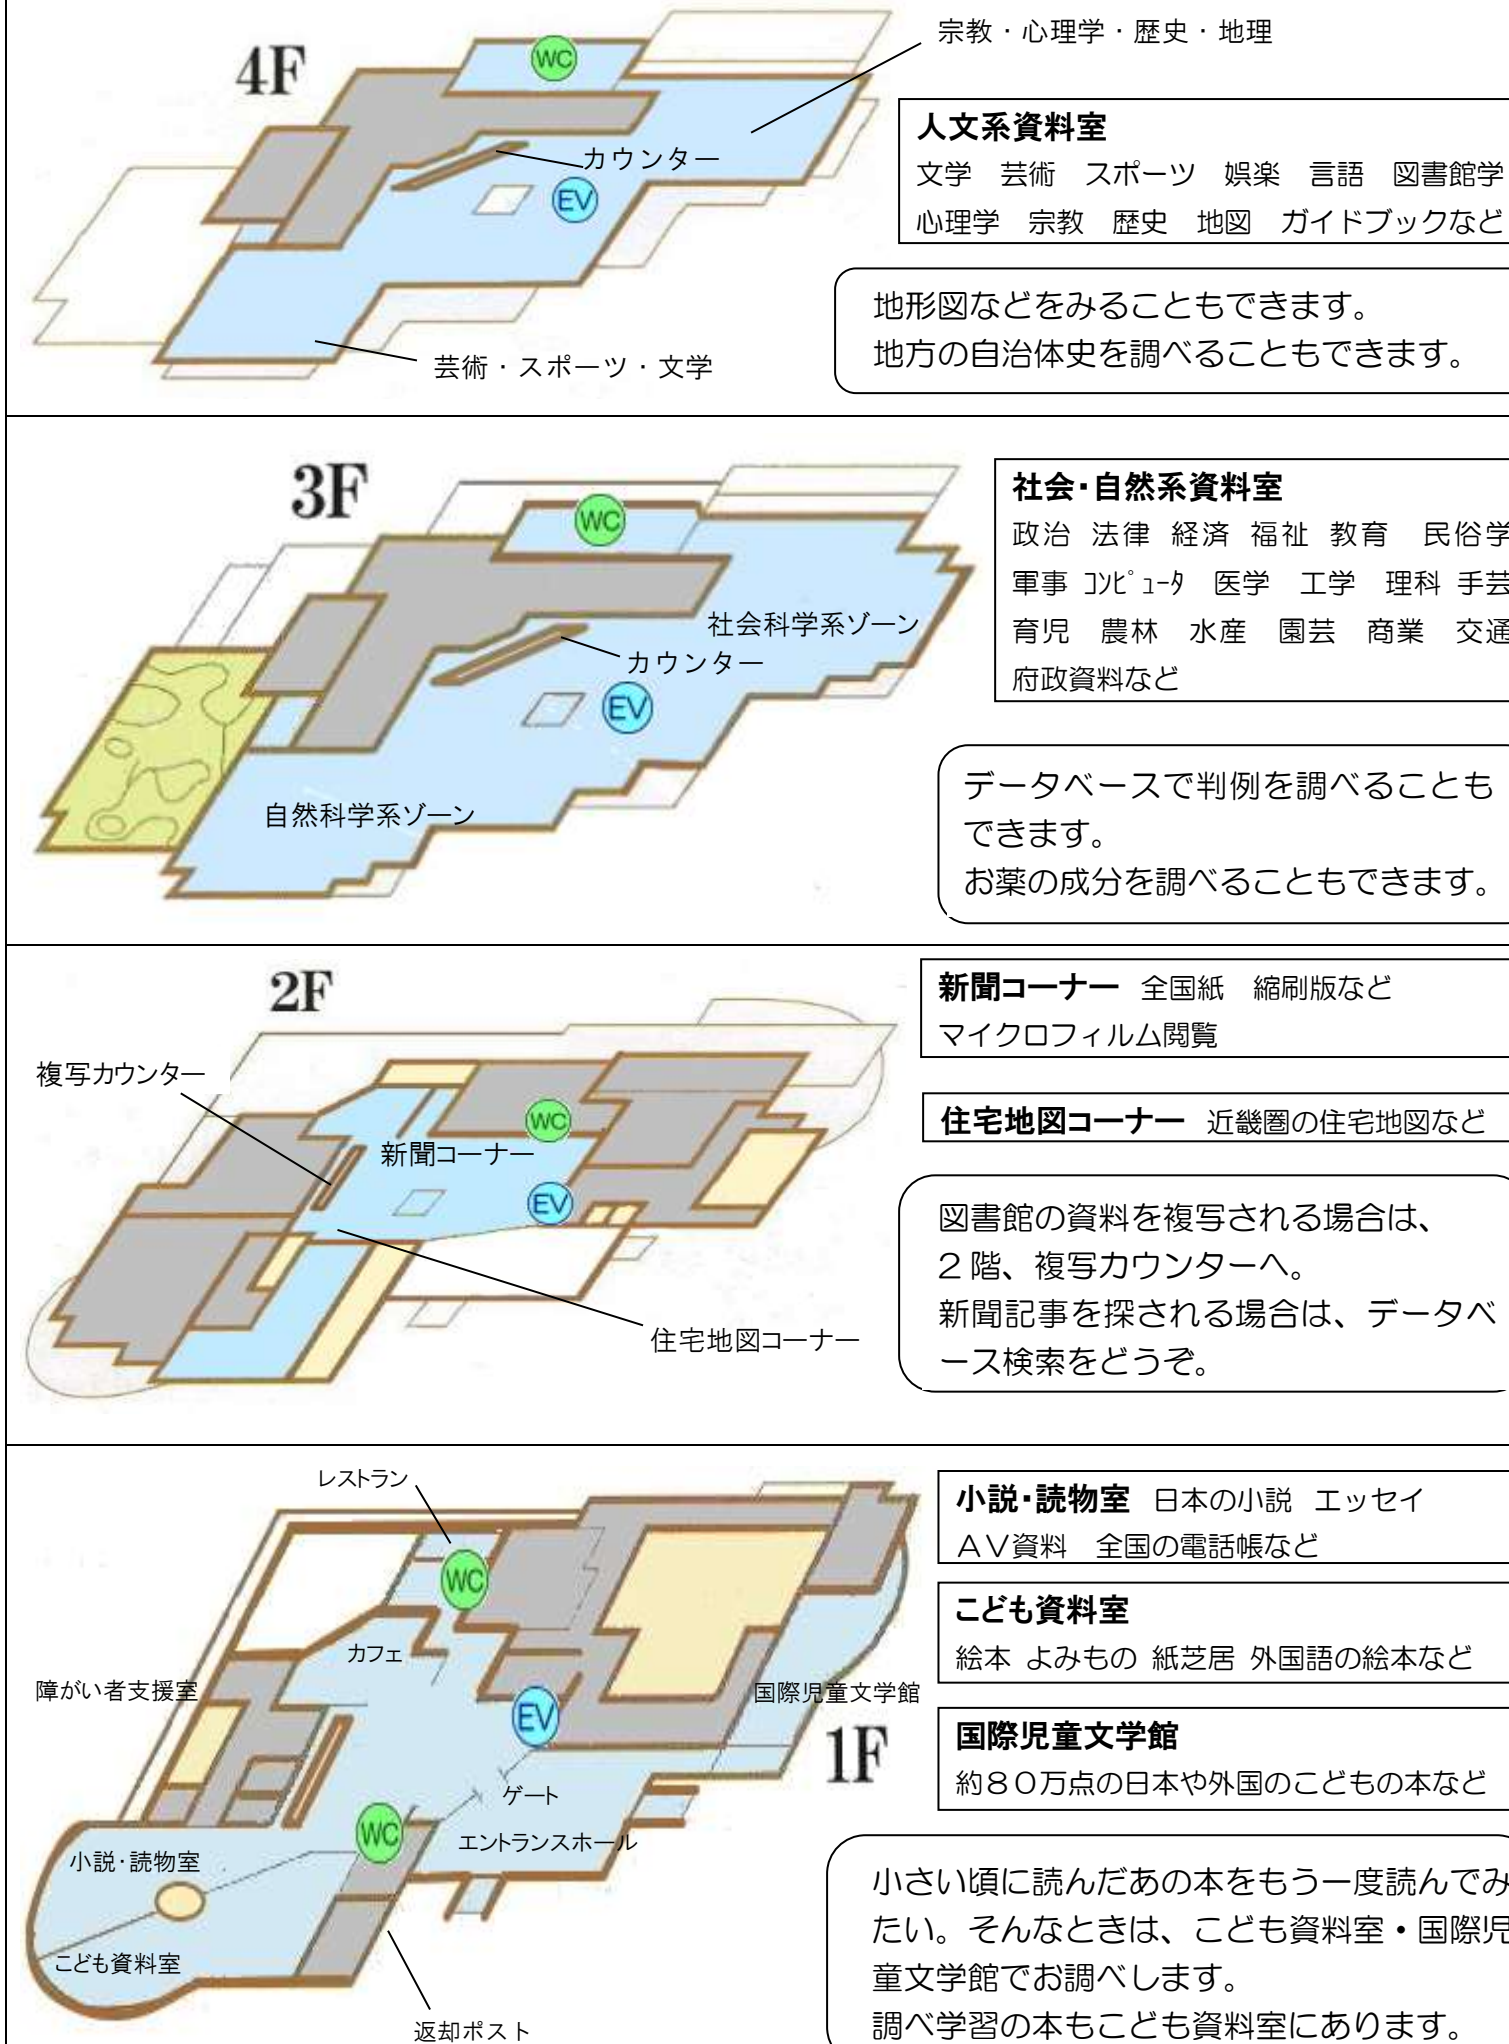 4F
WC
宗教・心理学・歴史・地理
カウンター
EV
芸術・スポーツ・文学
人文系資料室
文学 芸術 スポーツ 娯楽 言語 図書館学
心理学 宗教 歴史 地図 ガイドブックなど
地形図などをみることもできます。
地方の自治体史を調べることもできます。
3F
WC
社会科学系ゾーン
カウンター
EV
自然科学系ゾーン
社会・自然系資料室
政治 法律 経済 福祉 教育 民俗学
軍事 ｺﾝﾋﾟｭｰﾀ 医学 工学 理科 手芸
育児 農林 水産 園芸 商業 交通
府政資料など
データベースで判例を調べることも
できます。
お薬の成分を調べることもできます。
2F
複写カウンター
WC
新聞コーナー
EV
住宅地図コーナー
新聞コーナー 全国紙 縮刷版など
マイクロフィルム閲覧
住宅地図コーナー 近畿圏の住宅地図など
図書館の資料を複写される場合は、
２階、複写カウンターへ。
新聞記事を探される場合は、データベ
ース検索をどうぞ。
レストラン
WC
カフェ
障がい者支援室
国際児童文学館
EV
1F
ゲート
WC
エントランスホール
小説・読物室
こども資料室
返却ポスト
小説・読物室 日本の小説 エッセイ
ＡＶ資料 全国の電話帳など
こども資料室
絵本 よみもの 紙芝居 外国語の絵本など
国際児童文学館
約８０万点の日本や外国のこどもの本など
小さい頃に読んだあの本をもう一度読んでみ
たい。そんなときは、こども資料室・国際児
童文学館でお調べします。
調べ学習の本もこども資料室にあります。